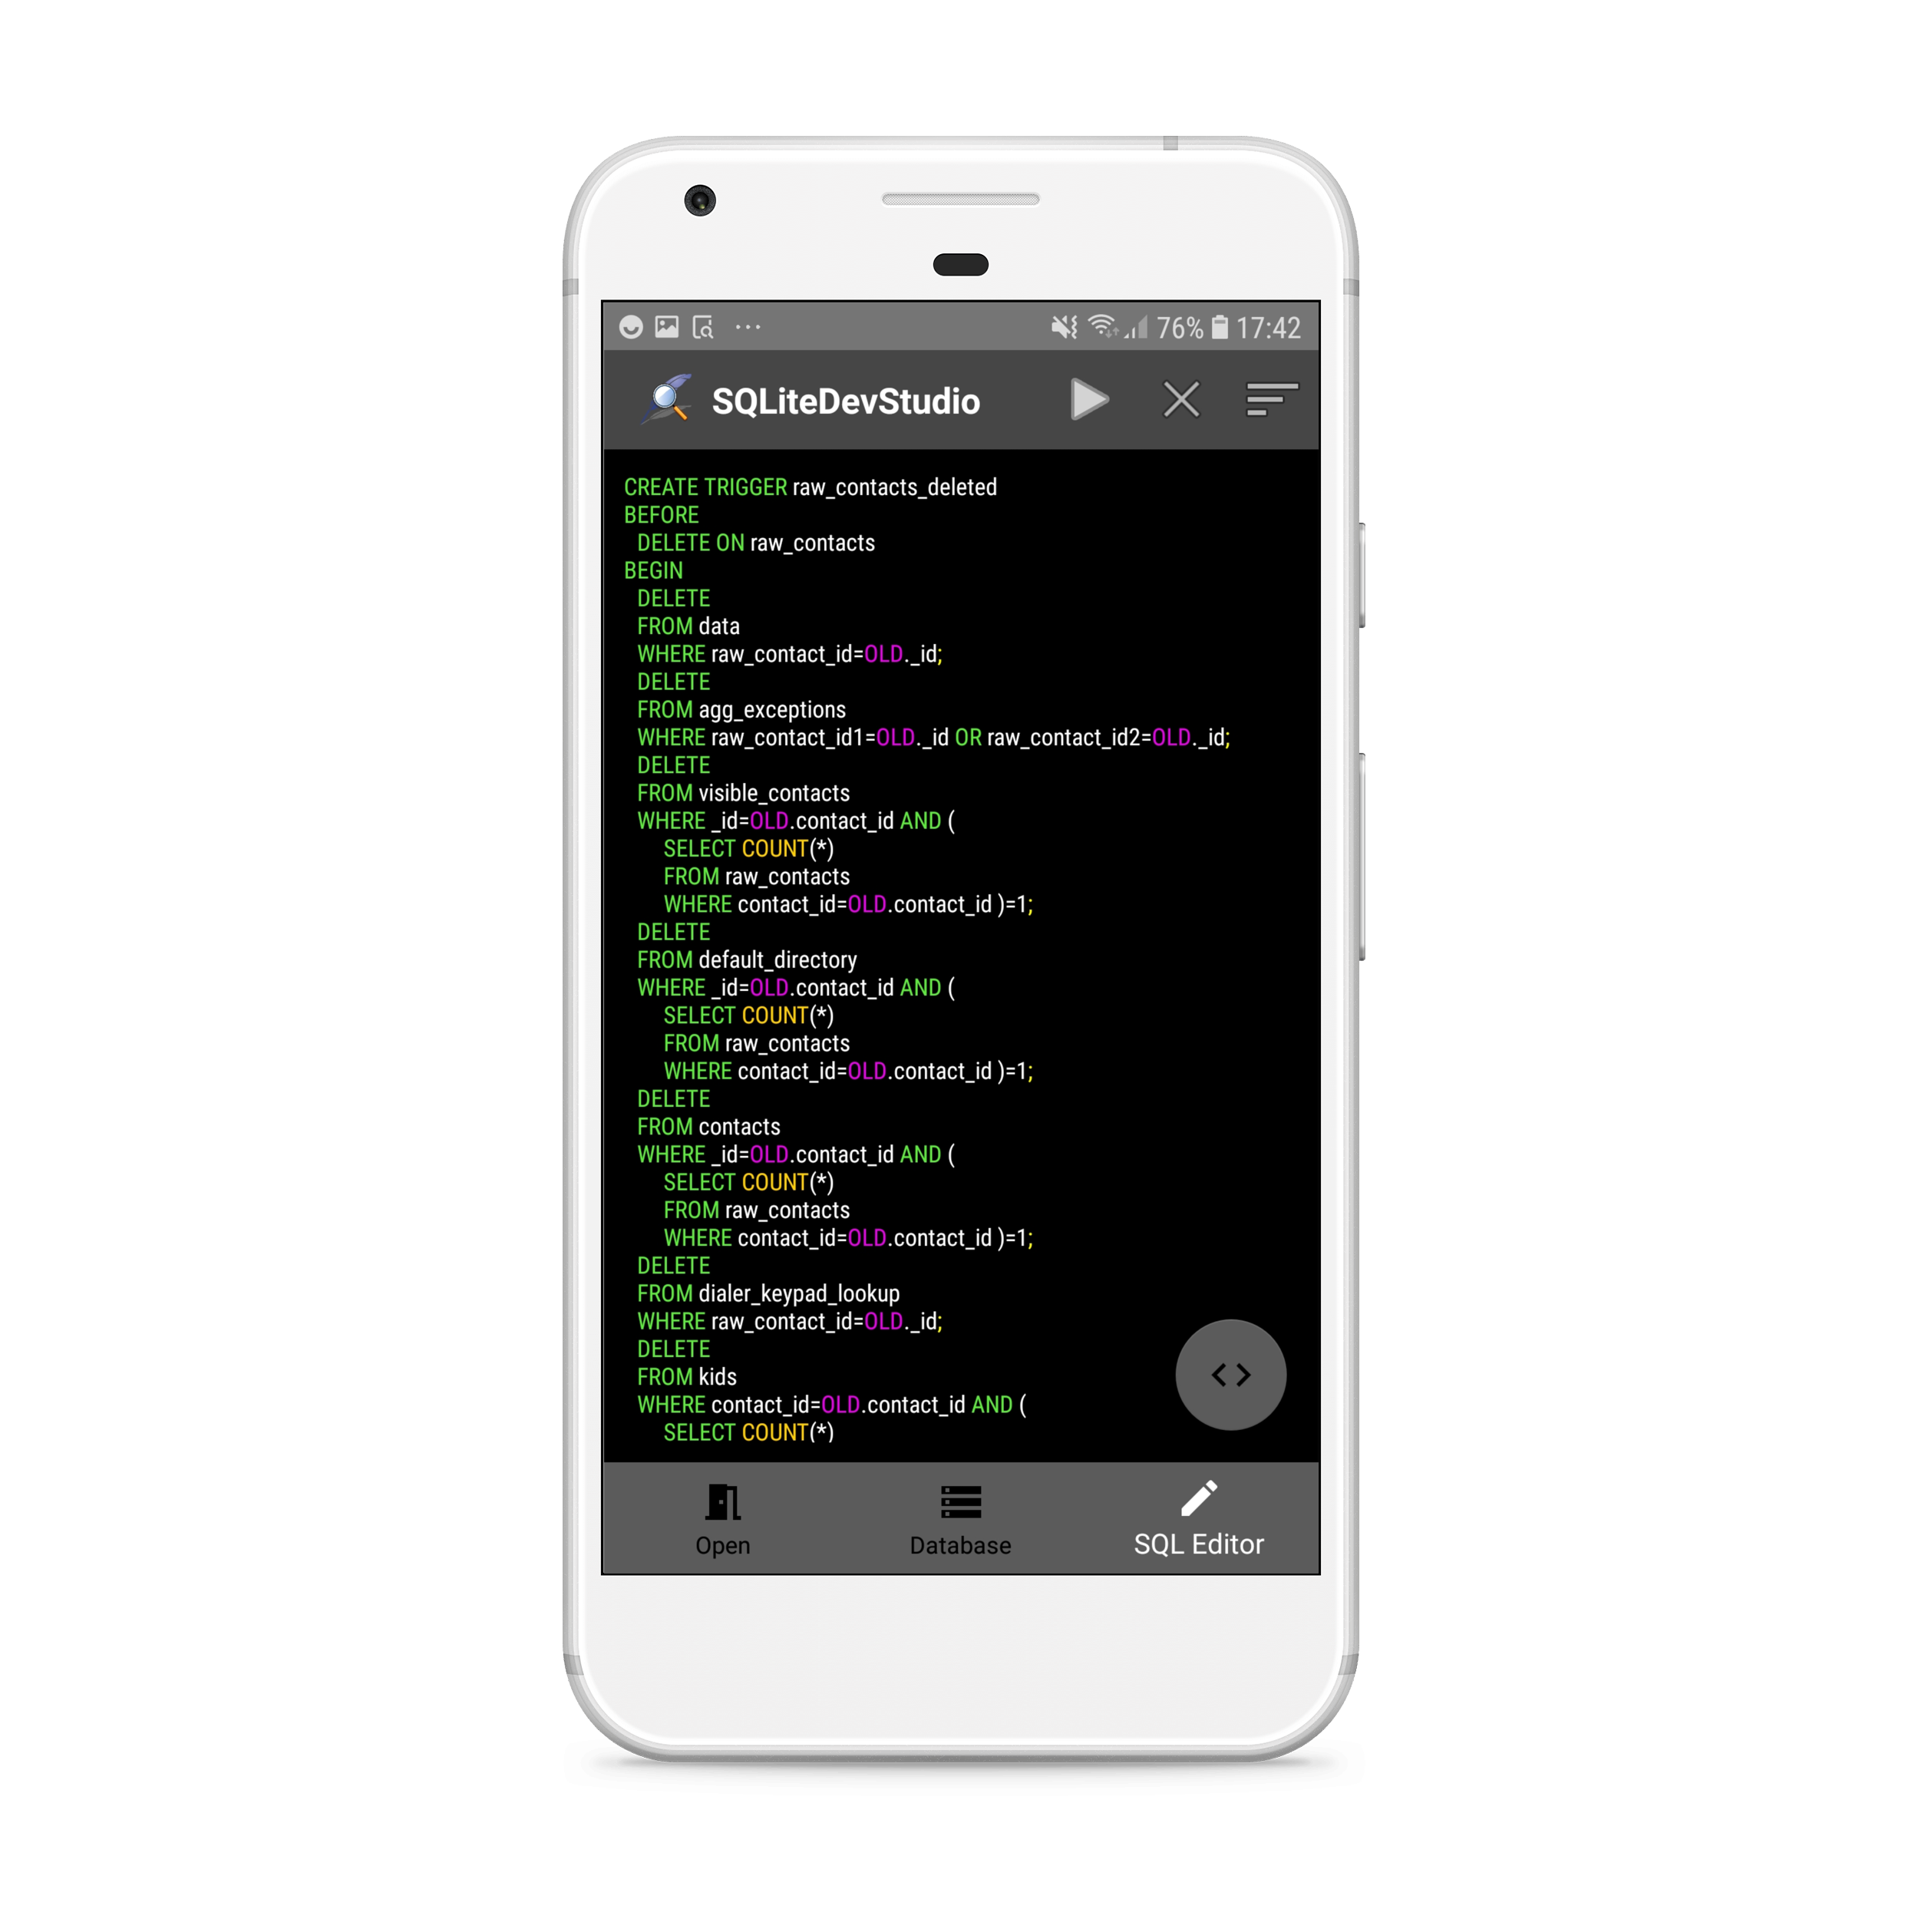 76% 17:42
SQLiteDevStudio
CREATE TRIGGER raw_contacts_deleted
BEFORE
DELETE ON raw_contacts
BEGIN
DELETE
FROM data
WHERE raw_contact_id=OLD._id;
DELETE
FROM agg_exceptions
WHERE raw_contact_id1=OLD._id OR raw_contact_id2=OLD._id;
DELETE
FROM visible_contacts
WHERE _id=OLD.contact_id AND (
SELECT COUNT(*)
FROM raw_contacts
WHERE contact_id=OLD.contact_id )=1;
DELETE
FROM default_directory
WHERE _id=OLD.contact_id AND (
SELECT COUNT(*)
FROM raw_contacts
WHERE contact_id=OLD.contact_id )=1;
DELETE
FROM contacts
WHERE _id=OLD.contact_id AND (
SELECT COUNT(*)
FROM raw_contacts
WHERE contact_id=OLD.contact_id )=1;
DELETE
FROM dialer_keypad_lookup
WHERE raw_contact_id=OLD._id;
DELETE
FROM kids
WHERE contact_id=OLD.contact_id AND (
SELECT COUNT(*)
< >
Open Database SQL Editor